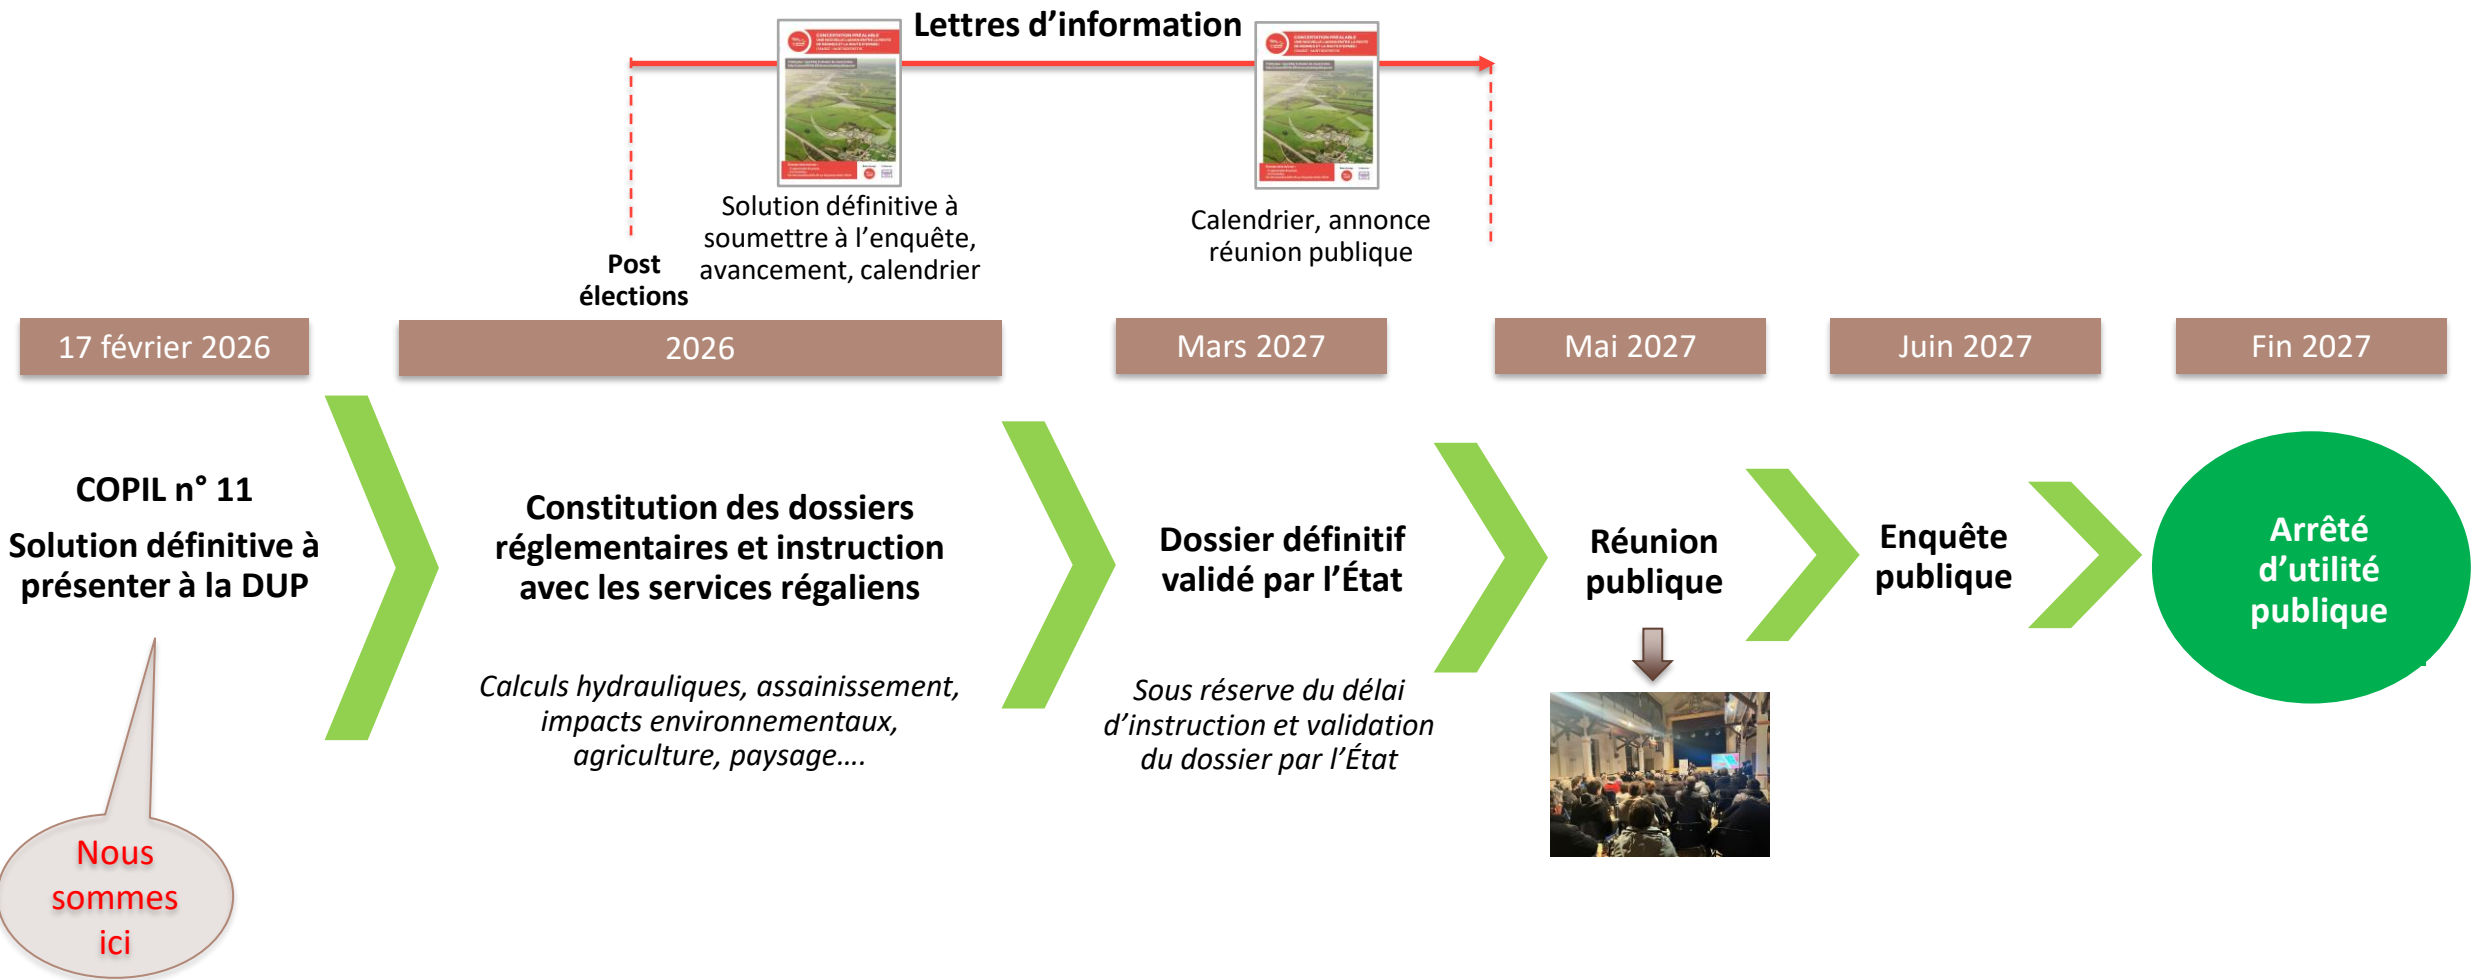 Lettres d’information
CONCERTATION PRÉALABLE
CONCERTATION PRÉALABLE
Solution définitive à
soumettre à l’enquête,
avancement, calendrier
Calendrier, annonce
réunion publique
Post
élections
17 février 2026
2026
Mars 2027
Mai 2027
Juin 2027
Fin 2027
COPIL n° 11
Solution définitive à
présenter à la DUP
Constitution des dossiers
réglementaires et instruction
avec les services régaliens
Calculs hydrauliques, assainissement,
impacts environnementaux,
agriculture, paysage....
Dossier définitif
validé par l’État
Sous réserve du délai
d’instruction et validation
du dossier par l’État
Réunion
publique
Enquête
publique
Arrêté
d’utilité
publique
Nous
sommes
ici